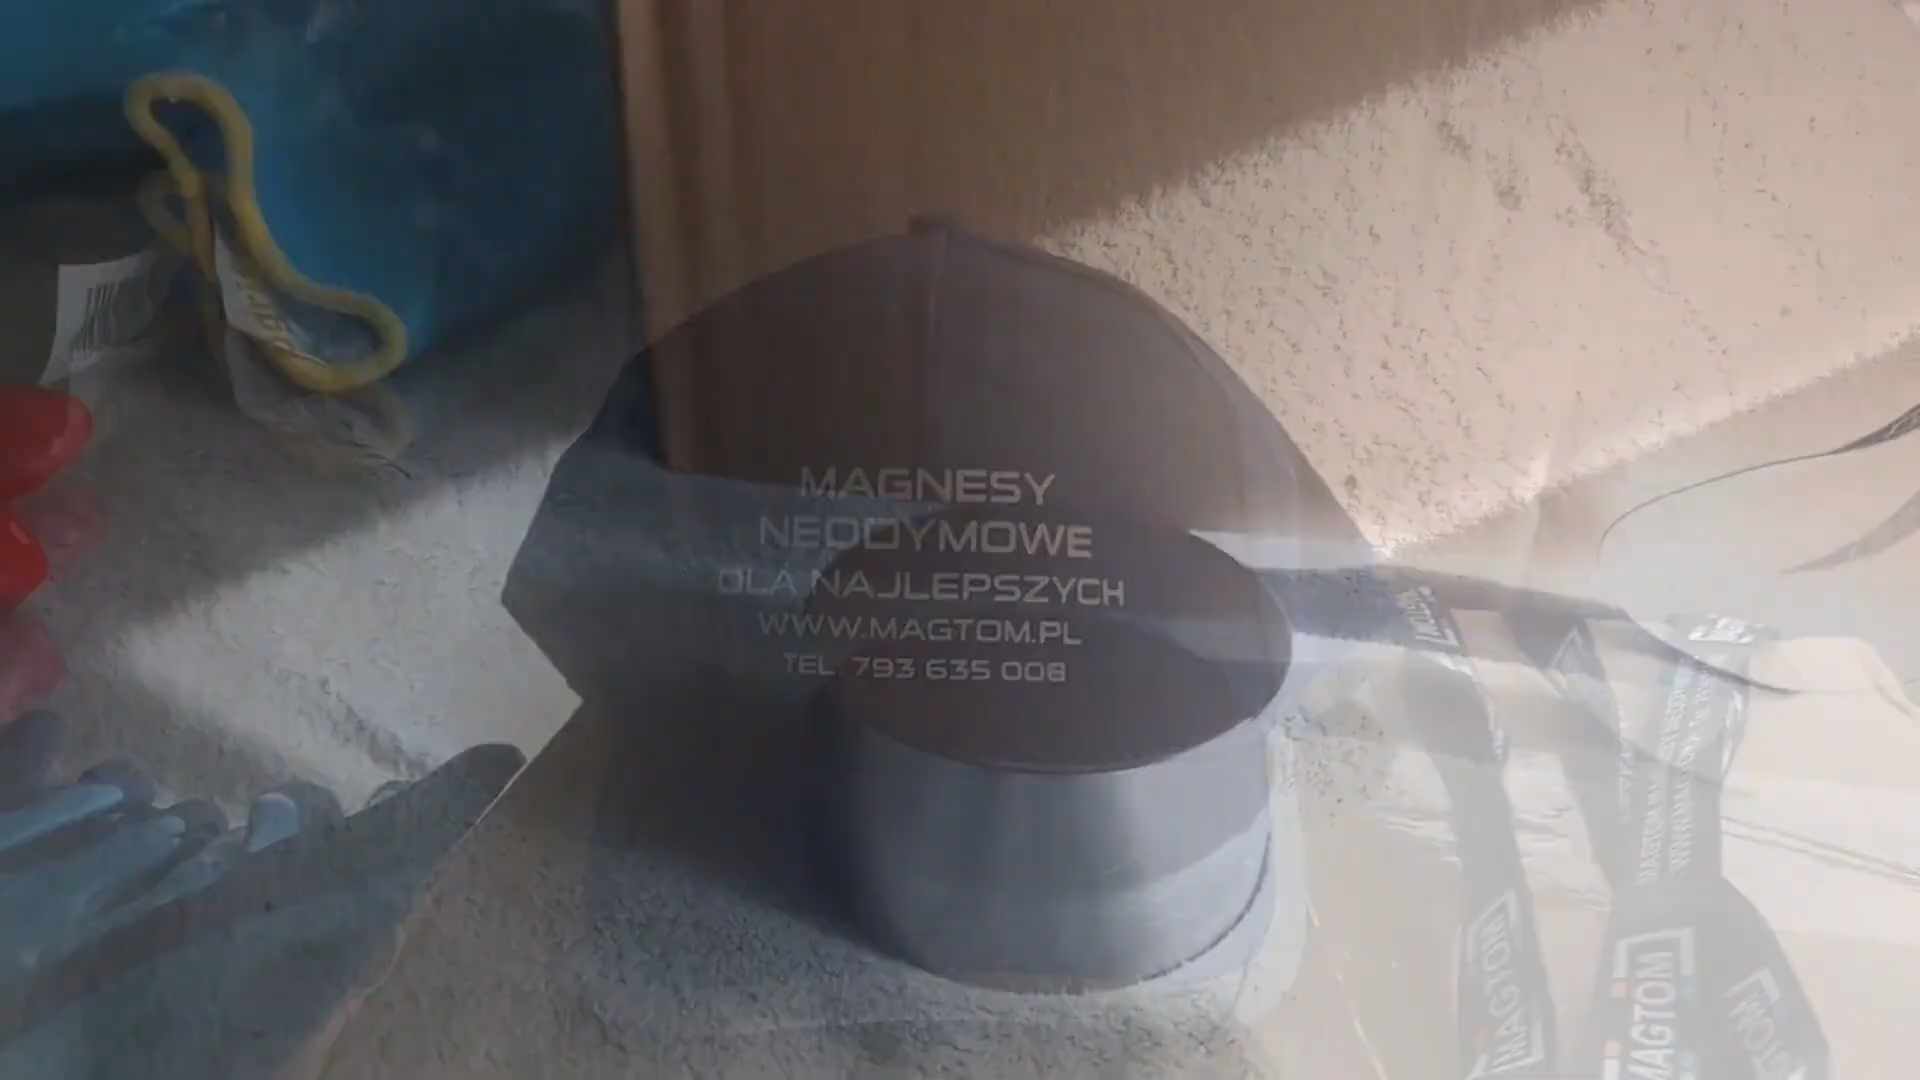 MAGNESY
NEODYMOWE
DLA NAJLEPSZYCH
WWW.MAGTOM.PL
TEL. 793 635 008
MAGTOM
MAGTOM